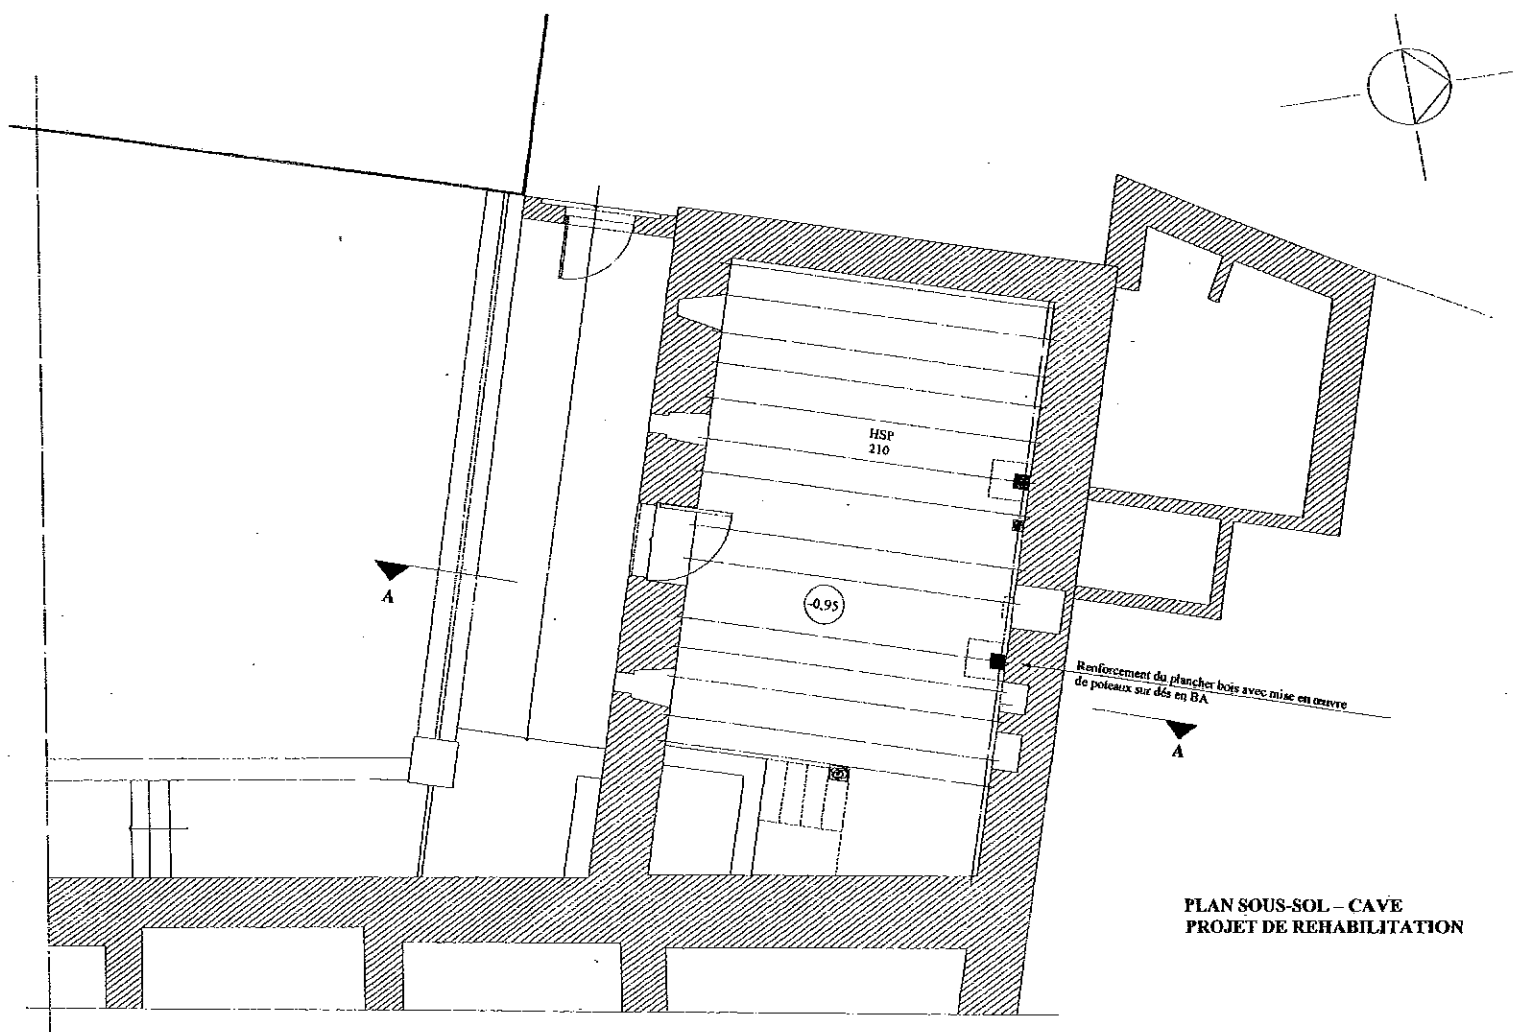 HSP
210
A
-0,95
Renforcement du plancher bois avec mise en œuvre
de poteaux sur dés en BA
A
PLAN SOUS-SOL – CAVE
PROJET DE REHABILITATION